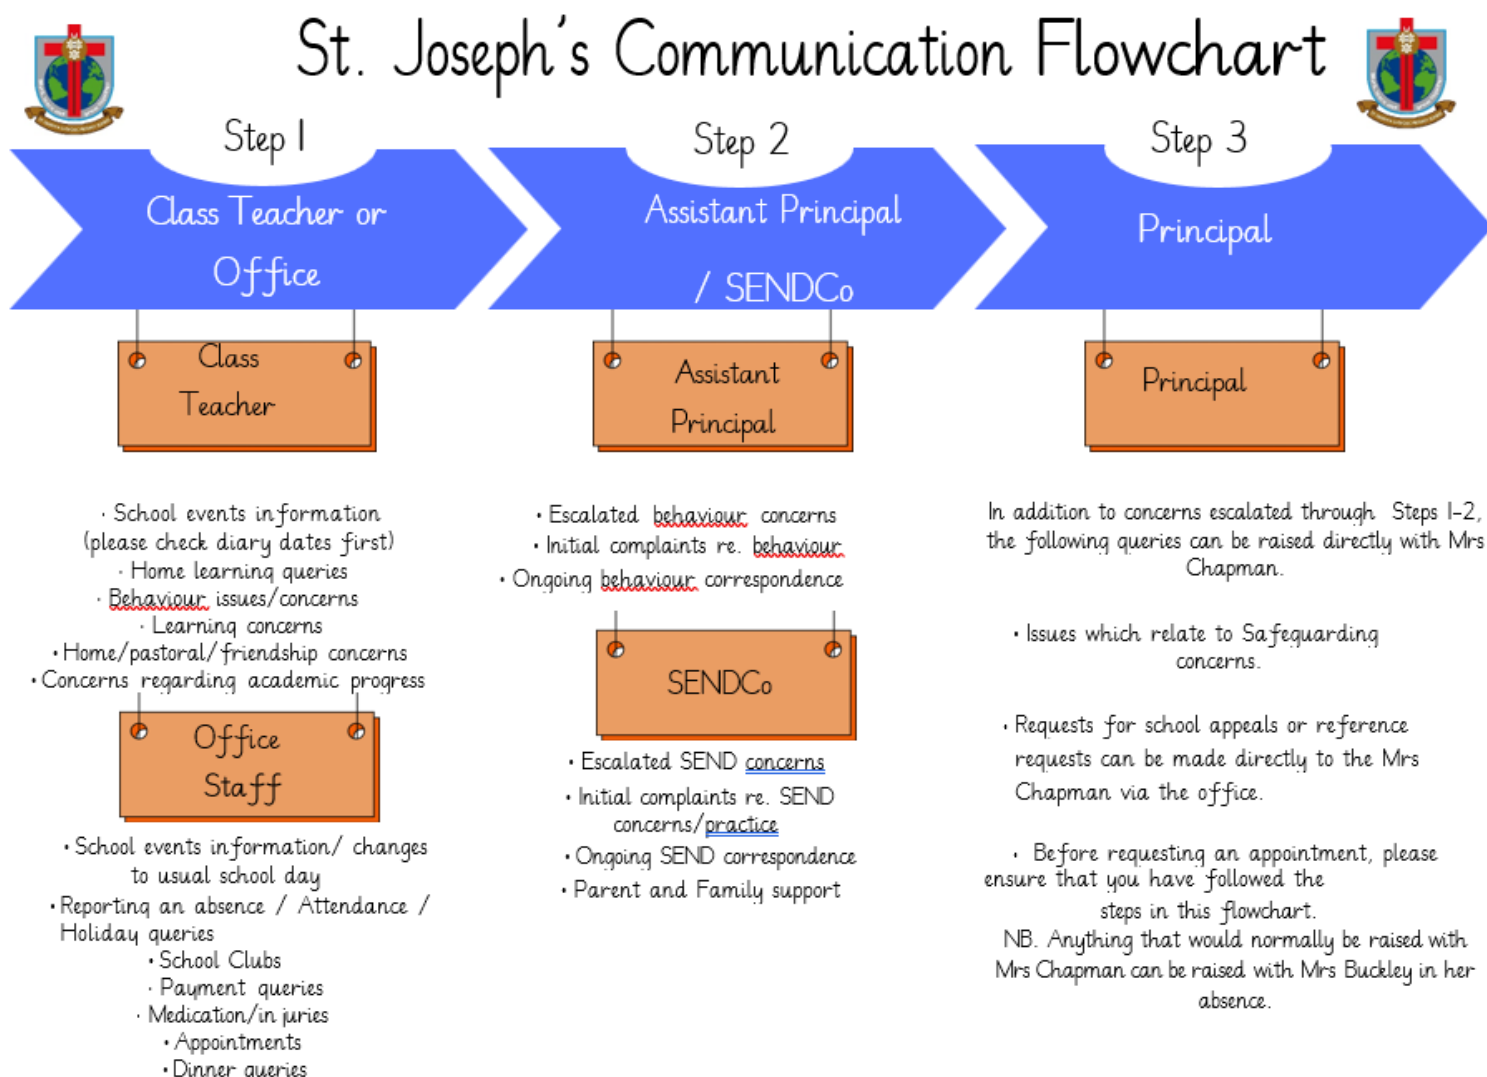 St. Joseph's Communication Flowchart
Step 1
Class Teacher or
Office
Class
Teacher
· School events information
(please check diary dates first)
· Home learning queries
· Behaviour issues/concerns
· Learning concerns
• Home/pastoral/friendship concerns
• Concerns regarding academic progress
Office
Staff
• School events information/ changes
to usual school day
• Reporting an absence / Attendance /
Holiday queries
• School Clubs
· Payment queries
· Medication/injuries
• Appointments
• Dinner queries
Step 2
Assistant Principal
/ SENDCo
Assistant
Principal
• Escalated behaviour concerns
• Initial complaints re. behaviour
• Ongoing behaviour correspondence
SENDCo
• Escalated SEND concerns
• Initial complaints re. SEND
concerns/practice
• Ongoing SEND correspondence
• Parent and Family support
Step 3
Principal
Principal
In addition to concerns escalated through Steps 1-2,
the following queries can be raised directly with Mrs
Chapman.
• Issues which relate to Safeguarding
concerns.
• Requests for school appeals or reference
requests can be made directly to the Mrs
Chapman via the office.
• Before requesting an appointment, please
ensure that you have followed the
steps in this flowchart.
NB. Anything that would normally be raised with
Mrs Chapman can be raised with Mrs Buckley in her
absence.